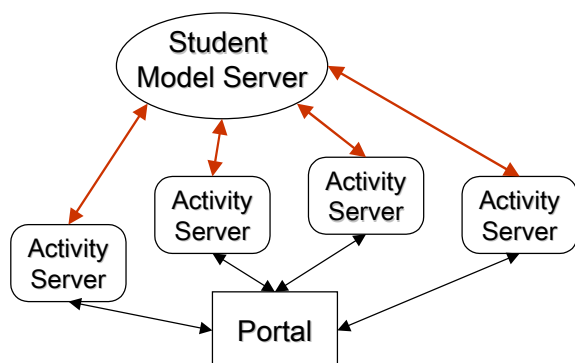 Student
Model Server
Activity
Server
Activity
Server
Activity
Server
Activity
Server
Portal